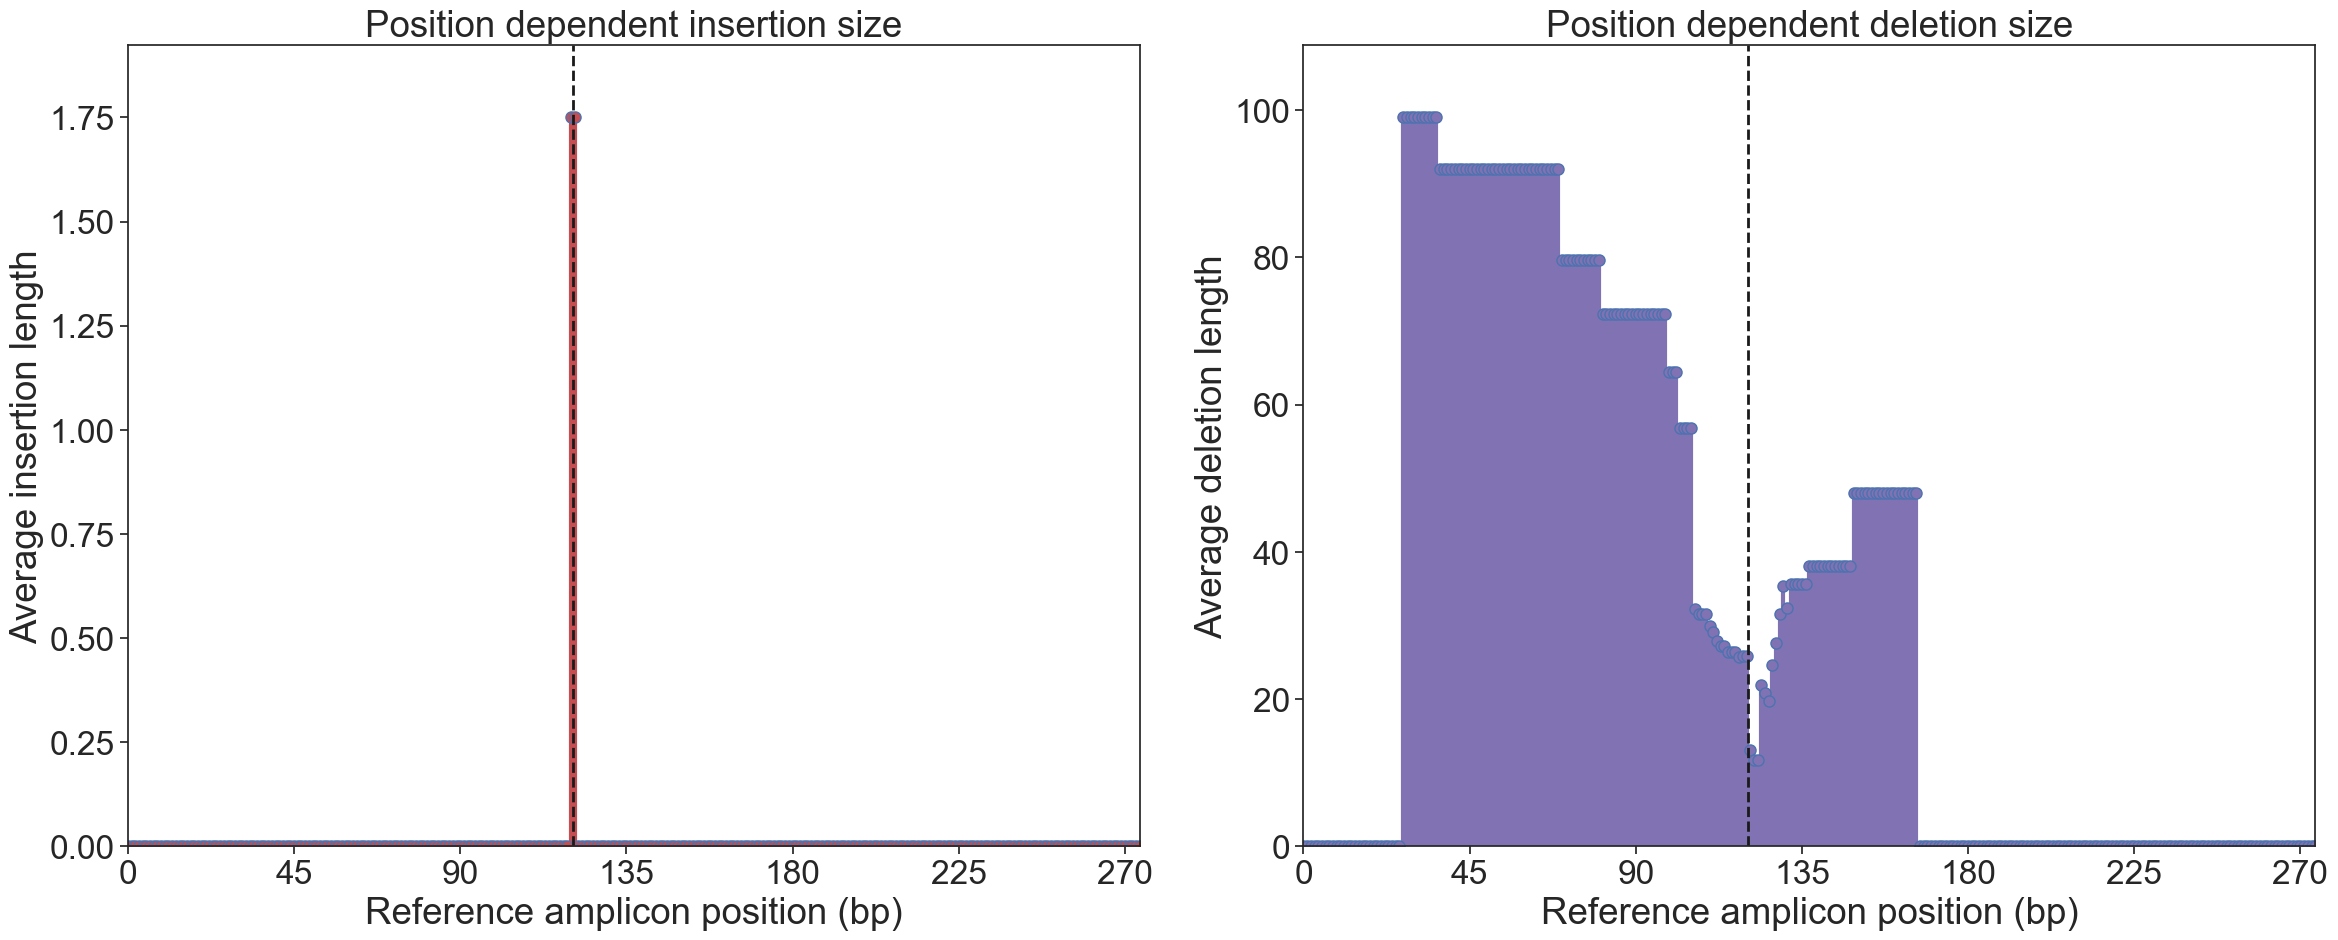 Position dependent insertion size
Average insertion length
1.75
1.50
1.25
1.00
0.75
0.50
0.25
0.00
0 45 90 135 180 225 270
Reference amplicon position (bp)
Position dependent deletion size
Average deletion length
100
80
60
40
20
0
0 45 90 135 180 225 270
Reference amplicon position (bp)